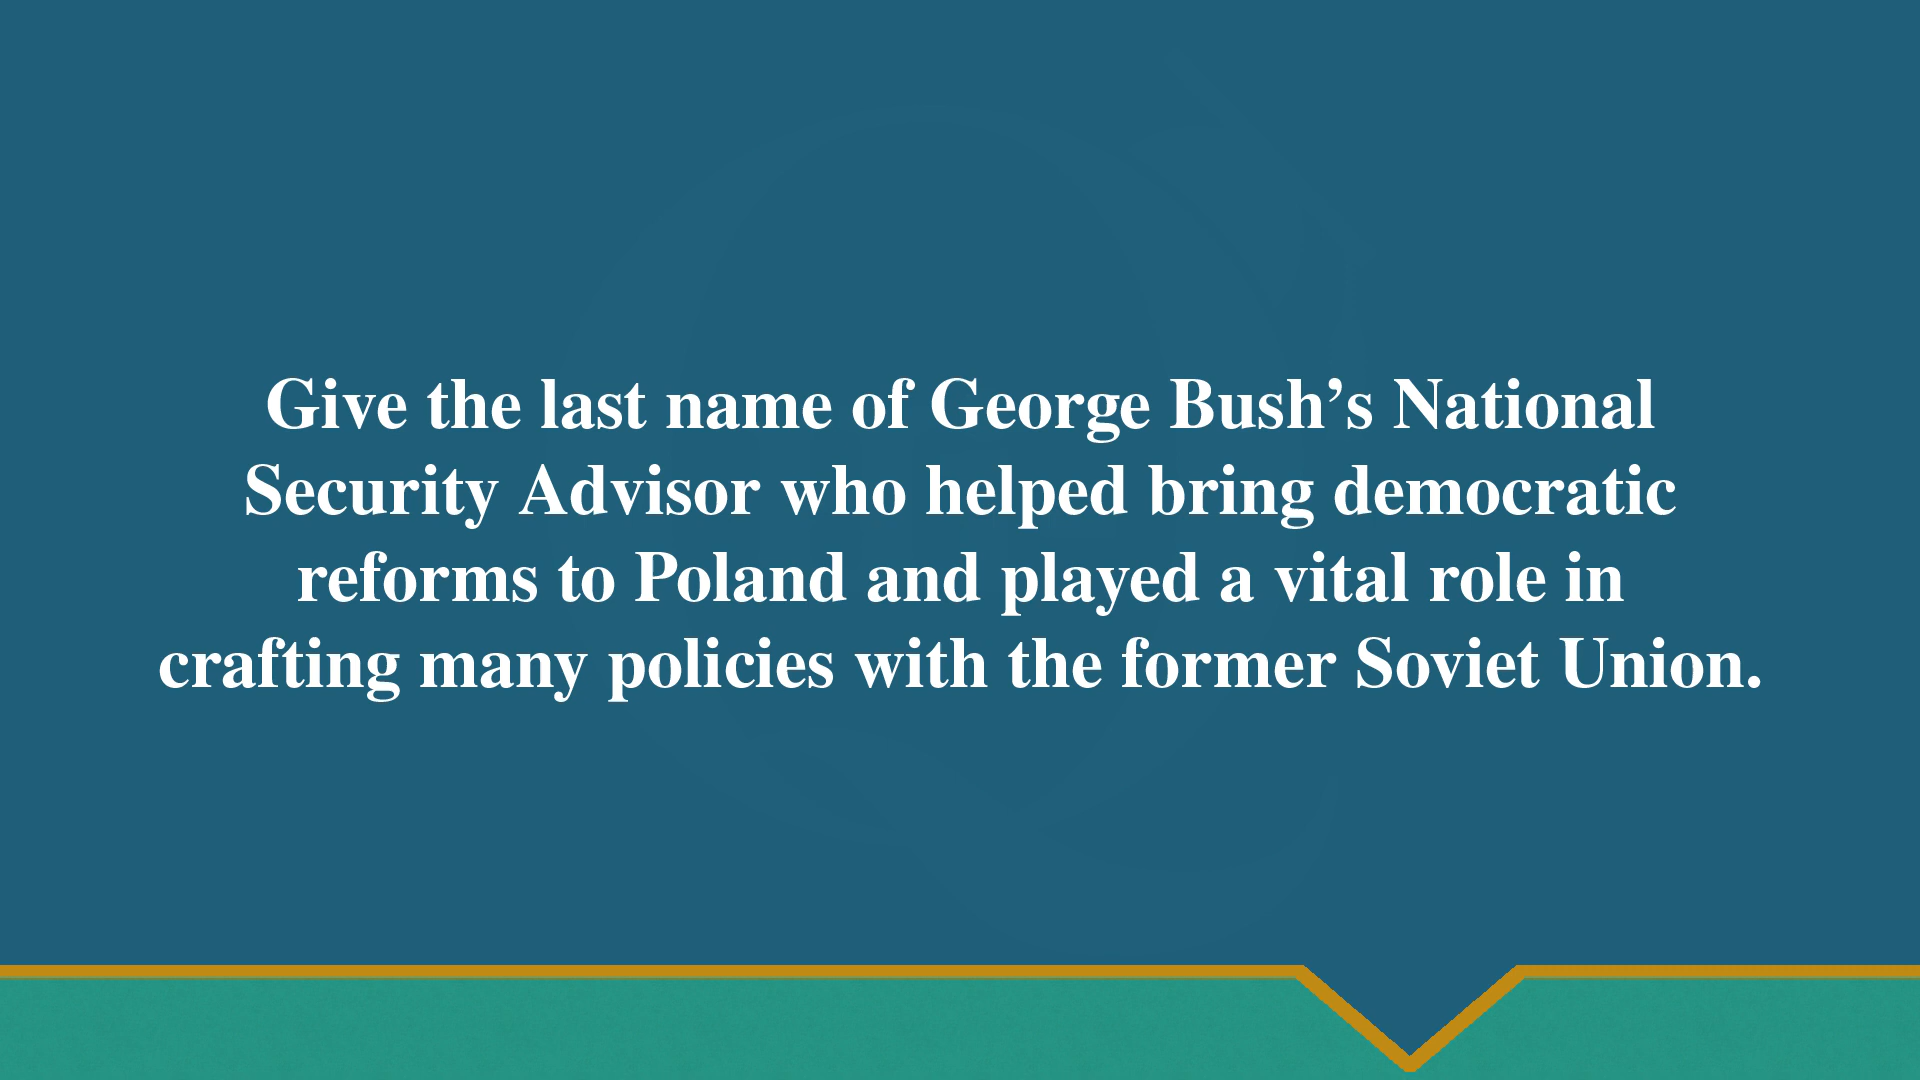 Give the last name of George Bush’s National
Security Advisor who helped bring democratic
reforms to Poland and played a vital role in
crafting many policies with the former Soviet Union.